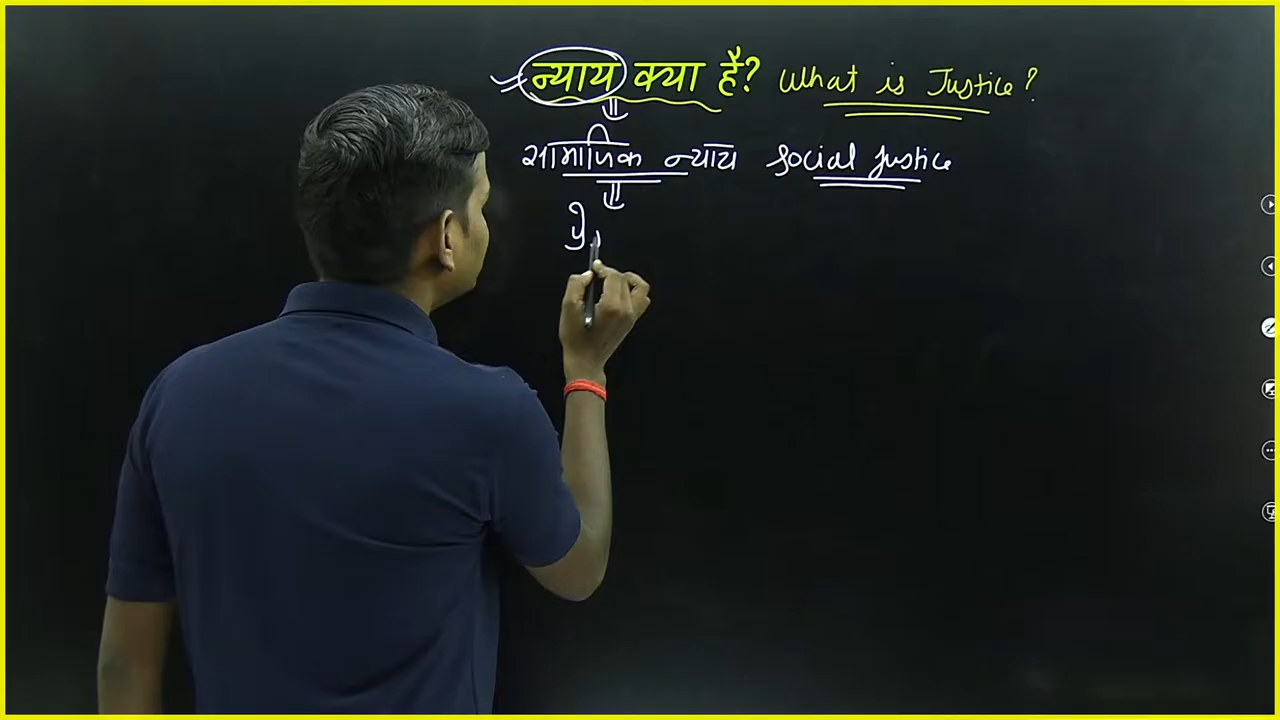 न्याय क्या है? What is Justice?
सामाजिक न्याय Social Justice